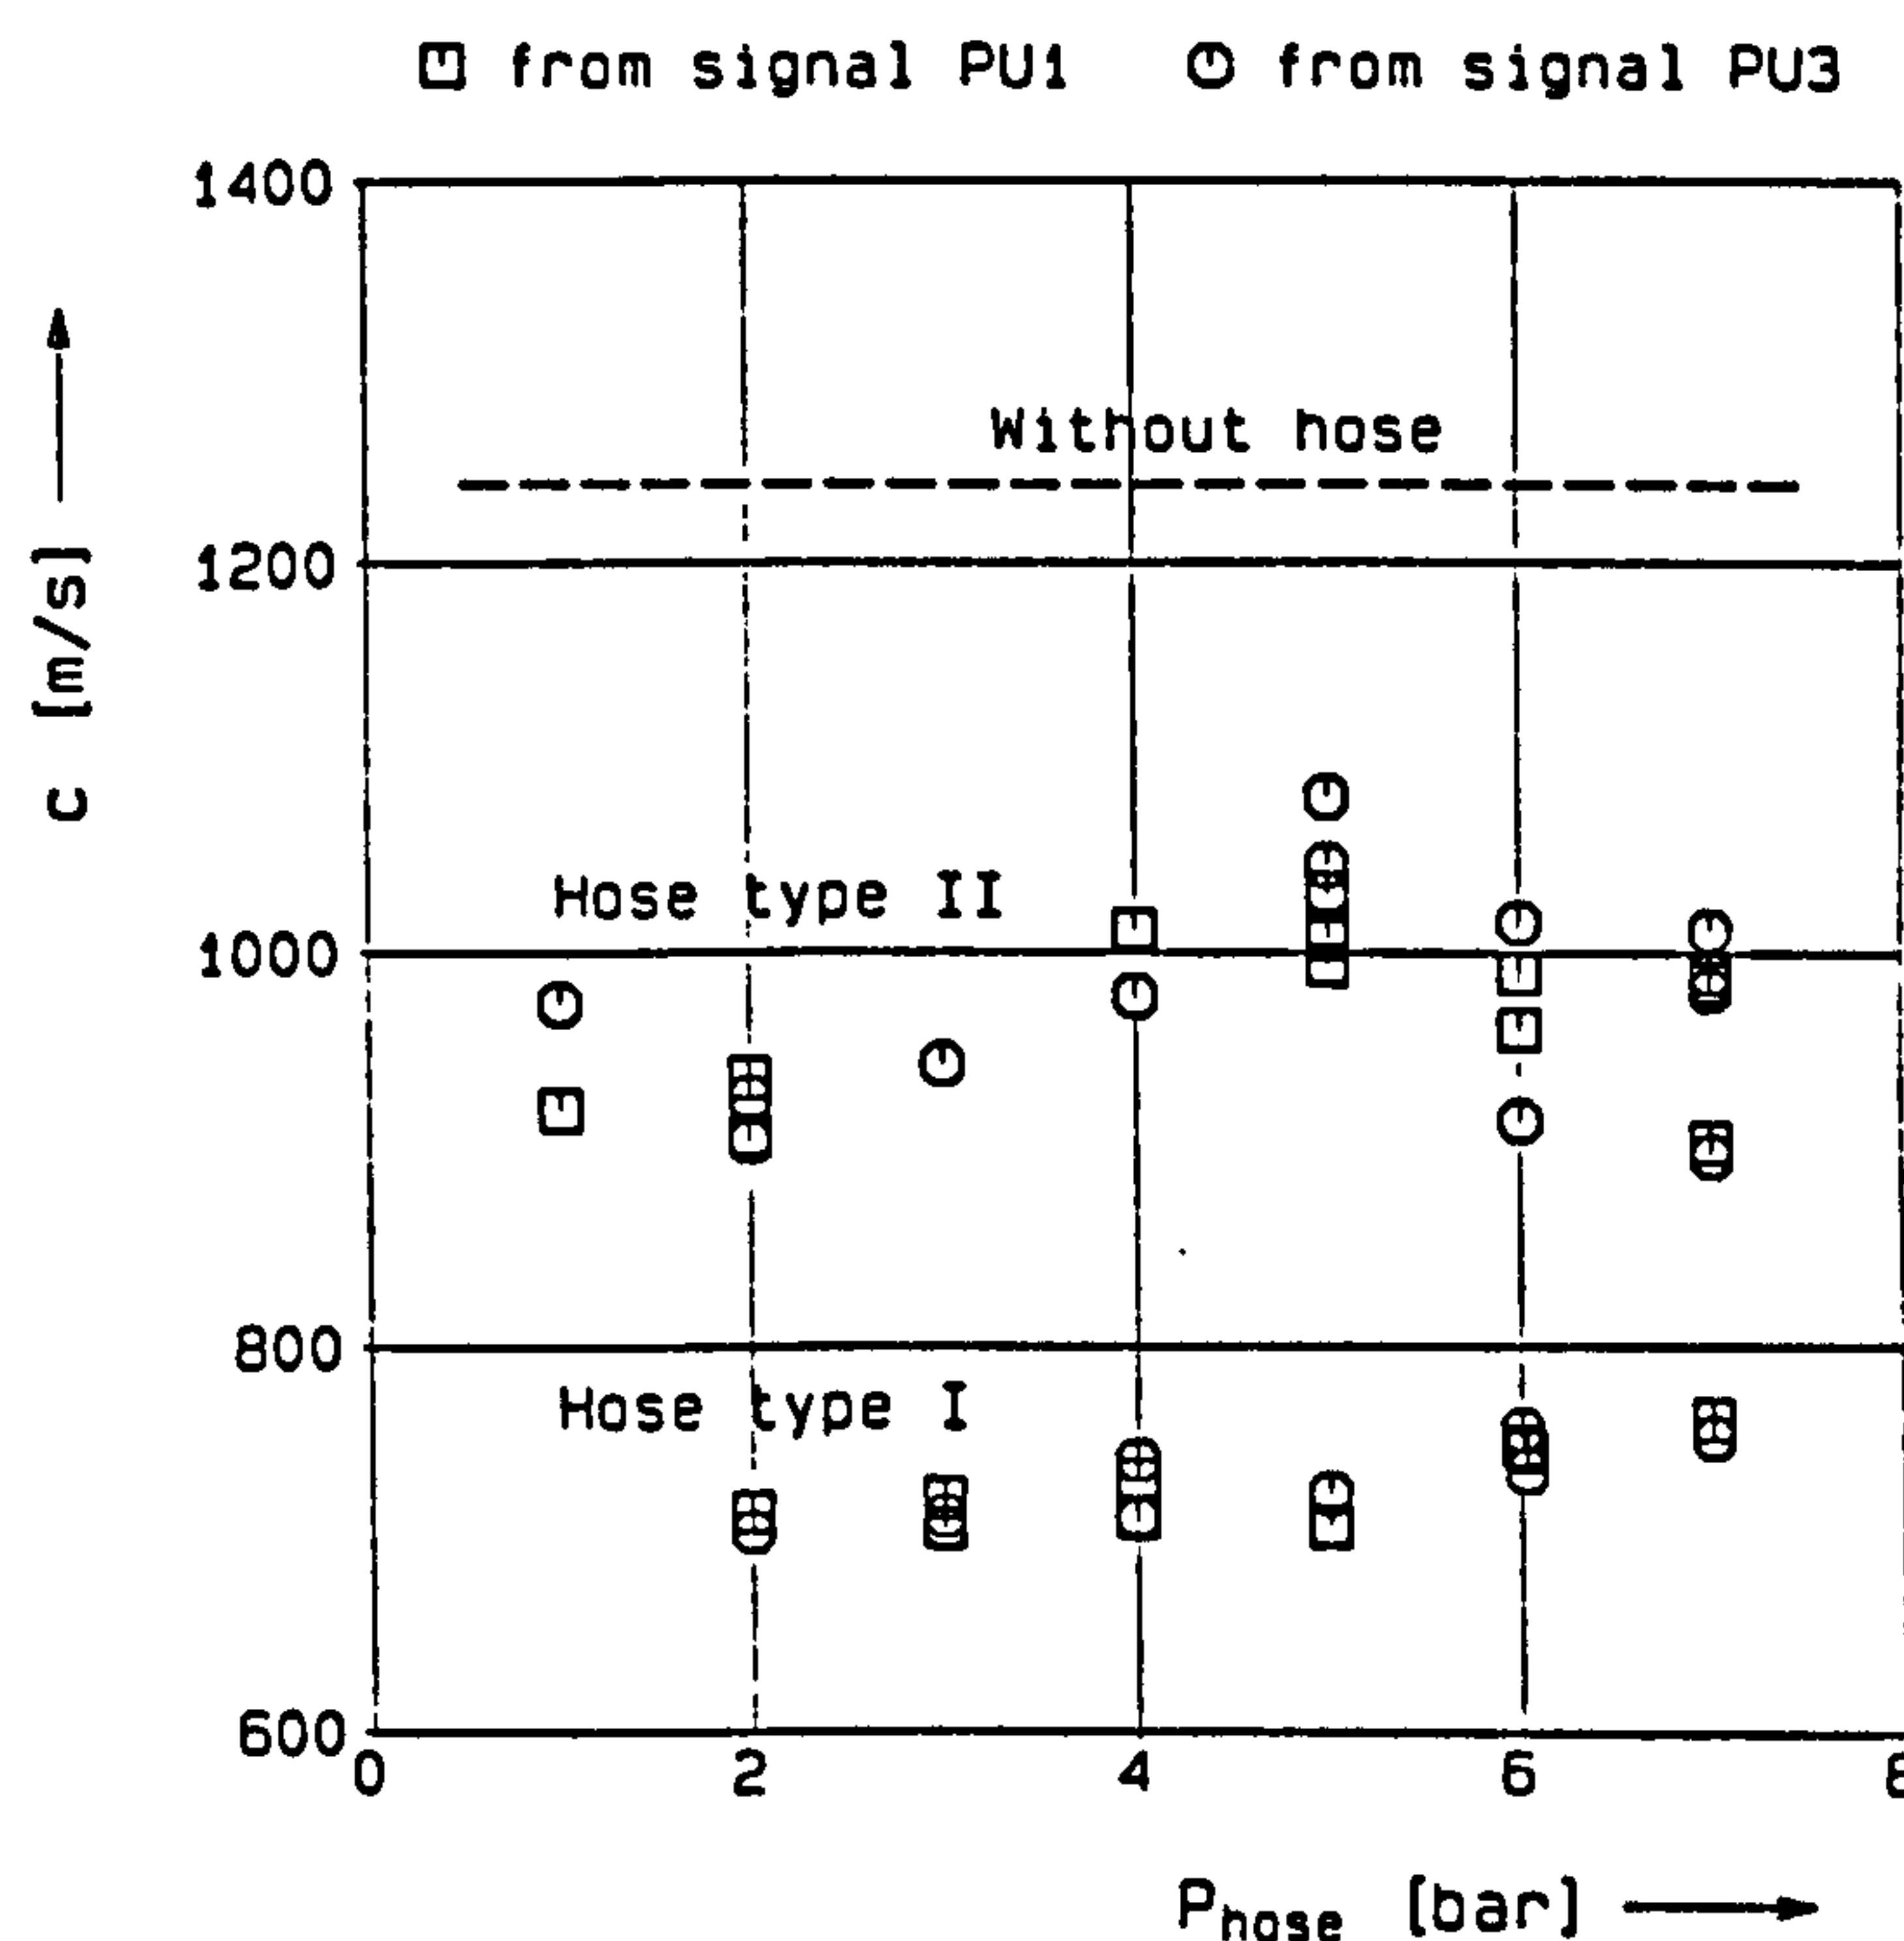 from signal PU1 from signal PU3
1400
Without hose
1200
c [m/s]
Hose type II
1000
800
Hose type I
600
0 2 4 6 8
Phose [bar]